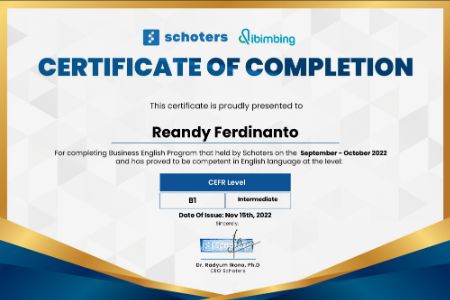 schoters dibimbing
CERTIFICATE OF COMPLETION
This certificate is proudly presented to
Reandy Ferdinanto
For completing Business English Program that held by Schoters on the September - October 2022
and has proved to be competent in English language at the level:
CEFR Level
B1 Intermediate
Date Of Issue: Nov 15th, 2022
Sincerely,
Dr. Radyum Ikono, Ph.D
CEO Schoters